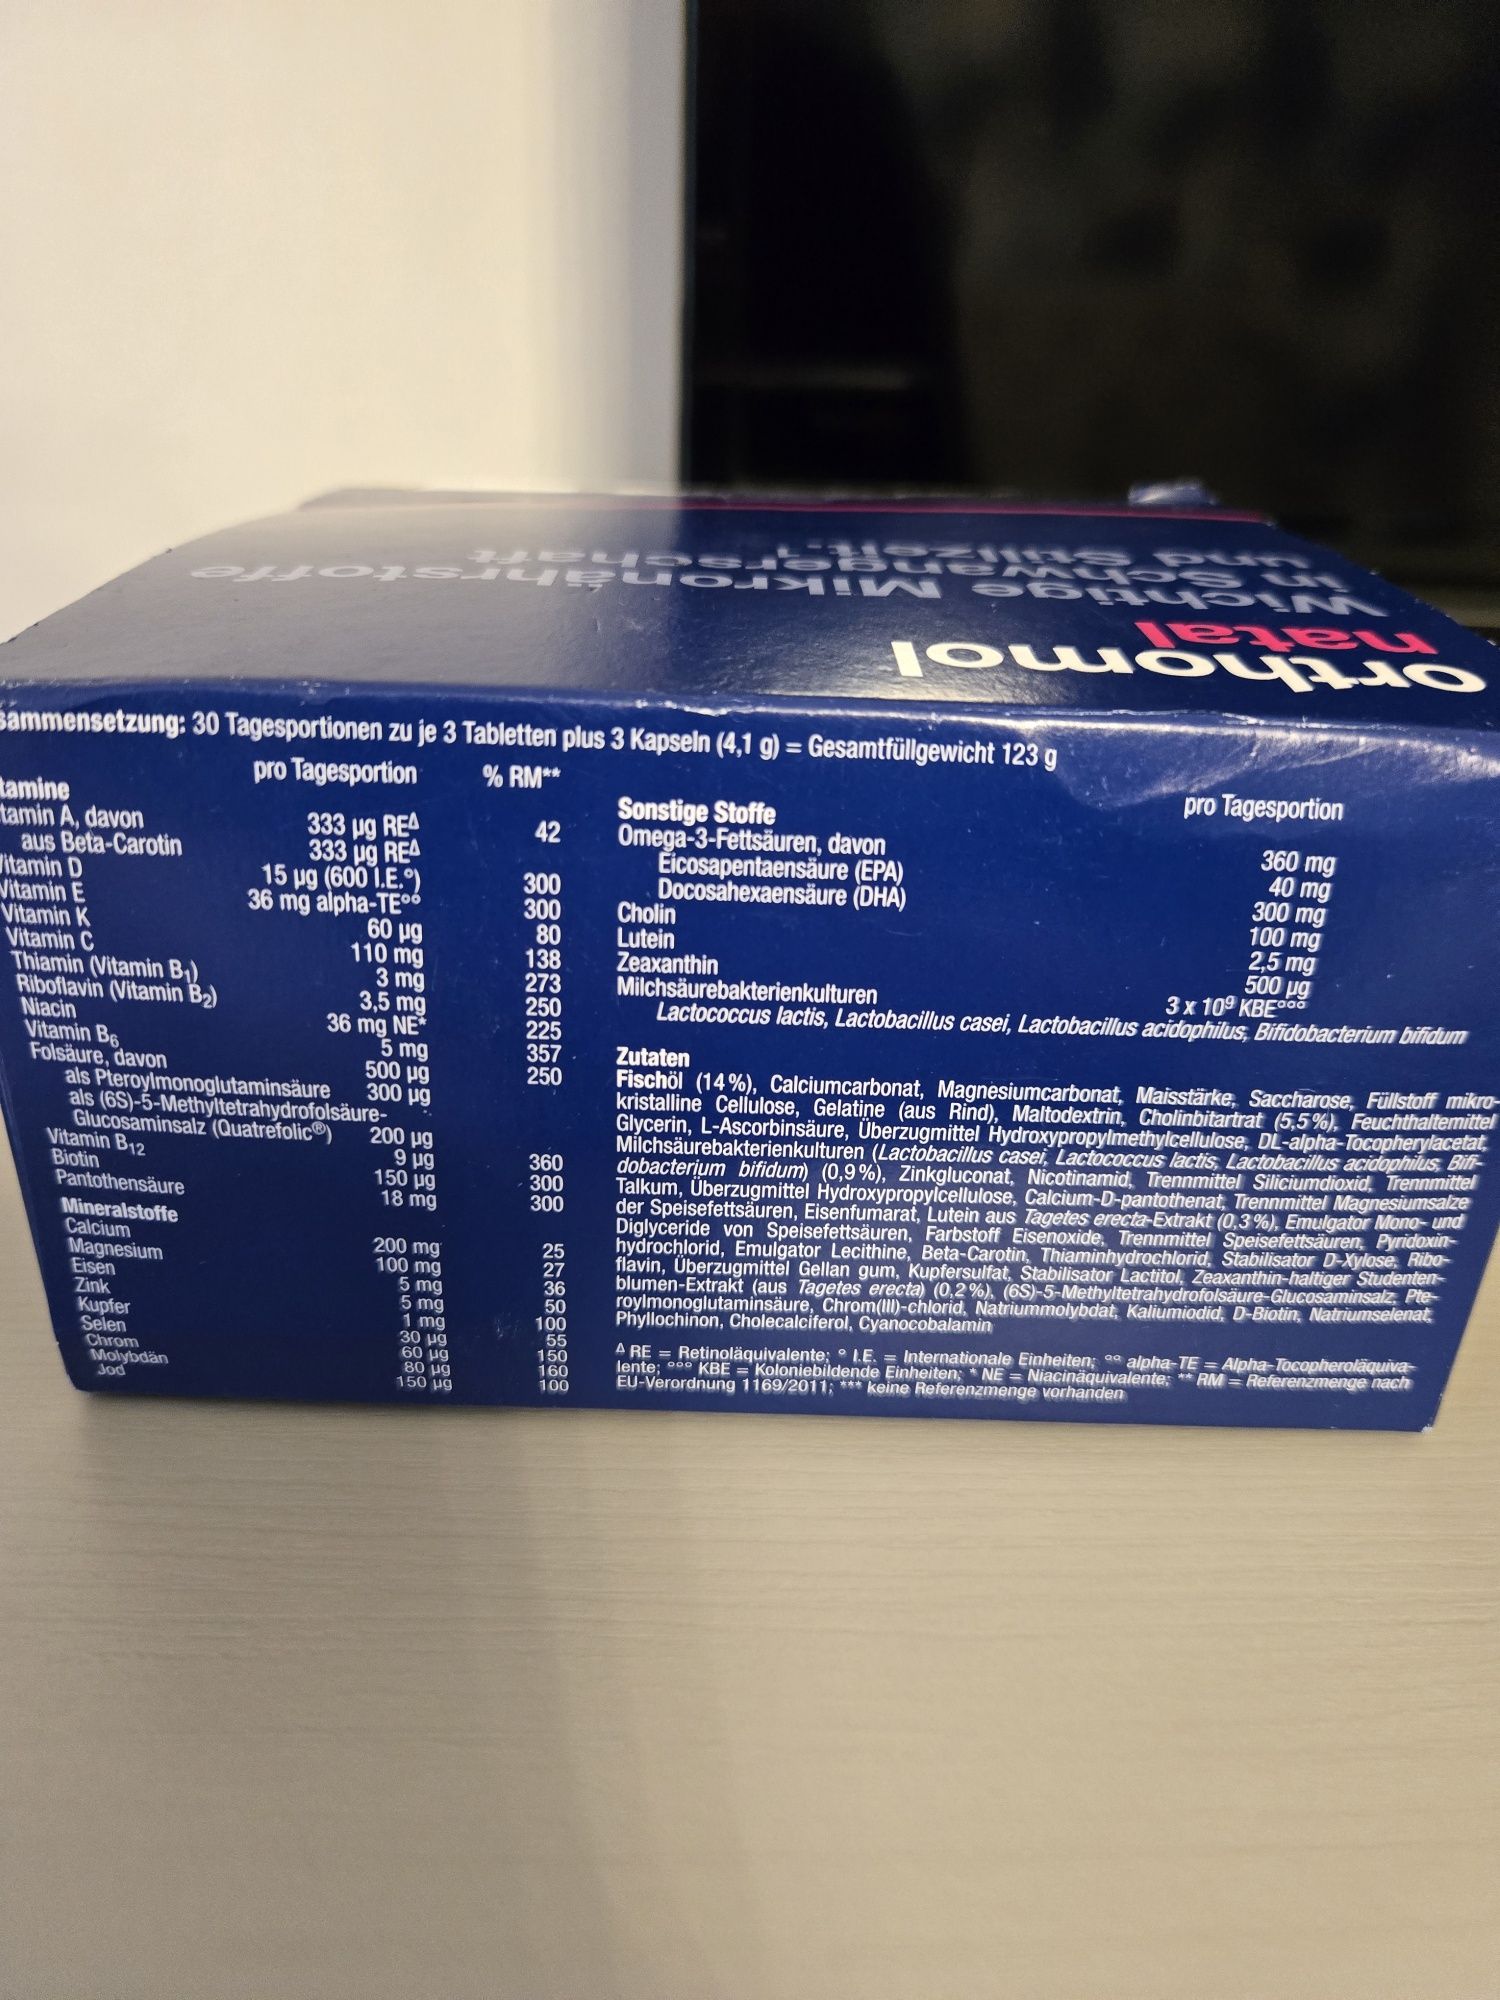 orthomol
natal
Wichtige Mikronährstoffe
in Schwangerschaft
und Stillzeit.¹
sammensetzung: 30 Tagesportionen zu je 3 Tabletten plus 3 Kapseln (4,1 g) = Gesamtfüllgewicht 123 g
tamine pro Tagesportion % RM**
tamin A, davon 333 µg REΔ 42
aus Beta-Carotin 333 µg REΔ
Vitamin D 15 µg (600 I.E.°) 300
Vitamin E 36 mg alpha-TE°° 300
Vitamin K 60 µg 80
Vitamin C 110 mg 138
Thiamin (Vitamin B₁) 3 mg 273
Riboflavin (Vitamin B₂) 3,5 mg 250
Niacin 36 mg NE* 225
Vitamin B₆ 5 mg 357
Folsäure, davon 500 µg 250
als Pteroylmonoglutaminsäure 300 µg
als (6S)-5-Methyltetrahydrofolsäure-
Glucosaminsalz (Quatrefolic®) 200 µg
Vitamin B₁₂ 9 µg 360
Biotin 150 µg 300
Pantothensäure 18 mg 300
Mineralstoffe
Calcium 200 mg 25
Magnesium 100 mg 27
Eisen 5 mg 36
Zink 5 mg 50
Kupfer 1 mg 100
Selen 30 µg 55
Chrom 60 µg 150
Molybdän 80 µg 160
Jod 150 µg 100
Sonstige Stoffe pro Tagesportion
Omega-3-Fettsäuren, davon 360 mg
Eicosapentaensäure (EPA) 40 mg
Docosahexaensäure (DHA) 300 mg
Cholin 100 mg
Lutein 2,5 mg
Zeaxanthin 500 µg
Milchsäurebakterienkulturen 3 x 10⁹ KBE°°°
Lactococcus lactis, Lactobacillus casei, Lactobacillus acidophilus, Bifidobacterium bifidum
Zutaten
Fischöl (14 %), Calciumcarbonat, Magnesiumcarbonat, Maisstärke, Saccharose, Füllstoff mikro-
kristalline Cellulose, Gelatine (aus Rind), Maltodextrin, Cholinbitartrat (5,5 %), Feuchthaltemittel
Glycerin, L-Ascorbinsäure, Überzugmittel Hydroxypropylmethylcellulose, DL-alpha-Tocopherylacetat,
Milchsäurebakterienkulturen (Lactobacillus casei, Lactococcus lactis, Lactobacillus acidophilus, Bifi-
dobacterium bifidum) (0,9 %), Zinkgluconat, Nicotinamid, Trennmittel Siliciumdioxid, Trennmittel
Talkum, Überzugmittel Hydroxypropylcellulose, Calcium-D-pantothenat, Trennmittel Magnesiumsalze
der Speisefettsäuren, Eisenfumarat, Lutein aus Tagetes erecta-Extrakt (0,3 %), Emulgator Mono- und
Diglyceride von Speisefettsäuren, Farbstoff Eisenoxide, Trennmittel Speisefettsäuren, Pyridoxin-
hydrochlorid, Emulgator Lecithine, Beta-Carotin, Thiaminhydrochlorid, Stabilisator D-Xylose, Ribo-
flavin, Überzugmittel Gellan gum, Kupfersulfat, Stabilisator Lactitol, Zeaxanthin-haltiger Studenten-
blumen-Extrakt (aus Tagetes erecta) (0,2 %), (6S)-5-Methyltetrahydrofolsäure-Glucosaminsalz, Pte-
roylmonoglutaminsäure, Chrom(III)-chlorid, Natriummolybdat, Kaliumiodid, D-Biotin, Natriumselenat,
Phyllochinon, Cholecalciferol, Cyanocobalamin
Δ RE = Retinoläquivalente; ° I.E. = Internationale Einheiten; °° alpha-TE = Alpha-Tocopheroläquiva-
lente; °°° KBE = Koloniebildende Einheiten; * NE = Niacinäquivalente; ** RM = Referenzmenge nach
EU-Verordnung 1169/2011; *** keine Referenzmenge vorhanden